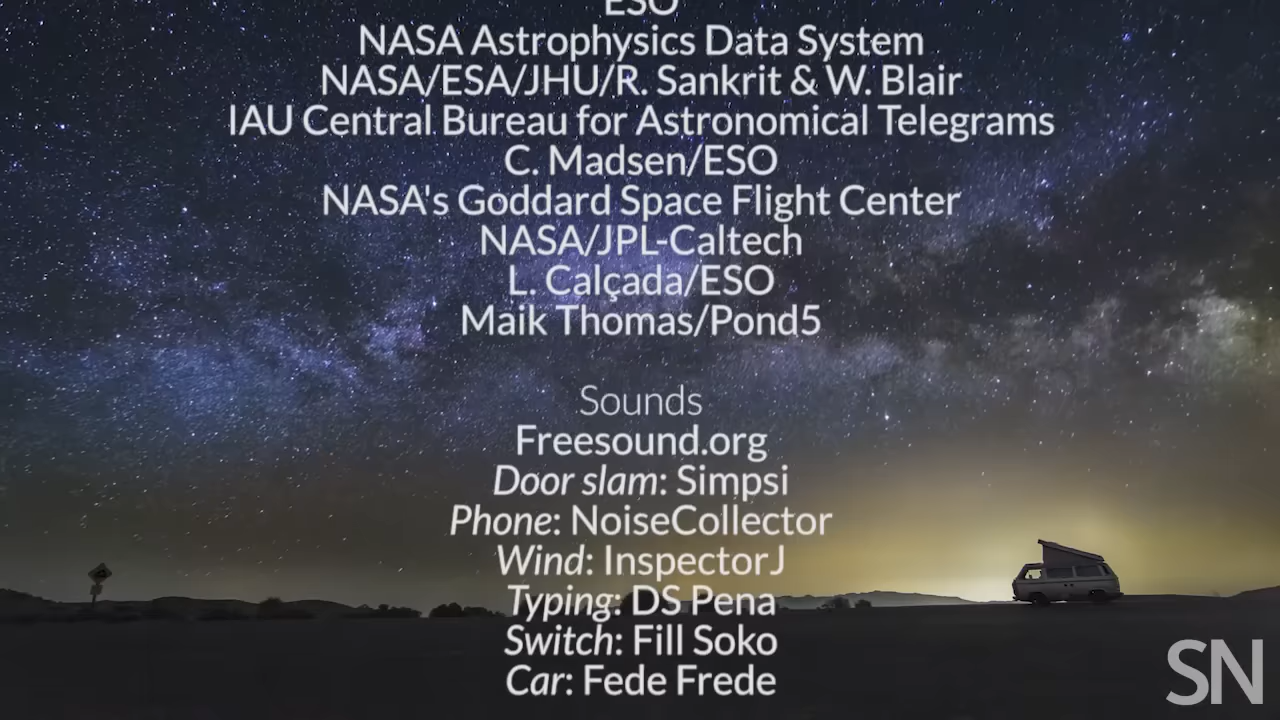 ESO
NASA Astrophysics Data System
NASA/ESA/JHU/R. Sankrit & W. Blair
IAU Central Bureau for Astronomical Telegrams
C. Madsen/ESO
NASA's Goddard Space Flight Center
NASA/JPL-Caltech
L. Calçada/ESO
Maik Thomas/Pond5
Sounds
Freesound.org
Door slam: Simpsi
Phone: NoiseCollector
Wind: InspectorJ
Typing: DS Pena
Switch: Fill Soko
Car: Fede Frede
SN